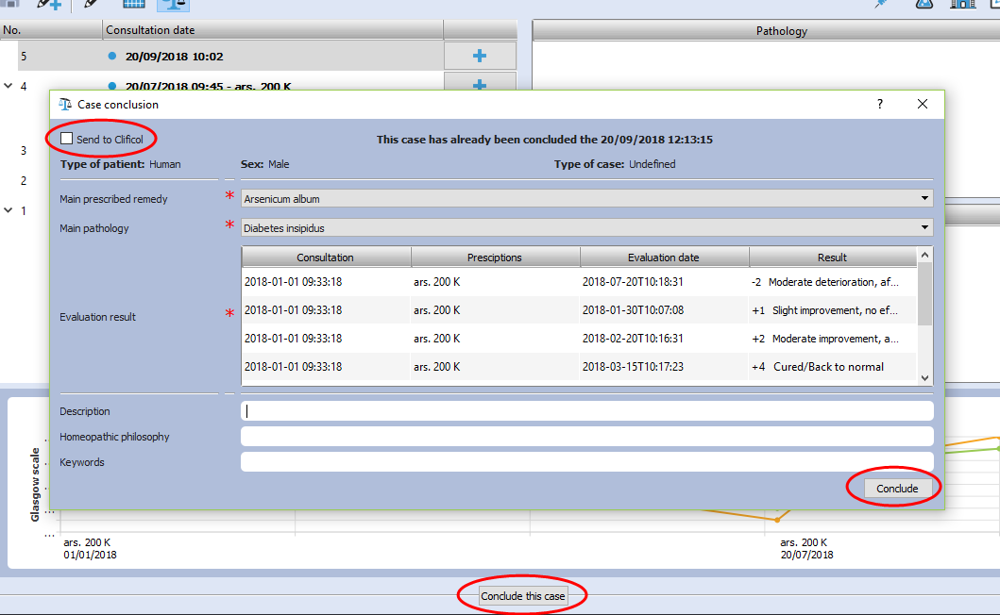 No. Consultation date Pathology
5 20/09/2018 10:02
4 20/07/2018 09:45 - ars. 200 K
Case conclusion ? 
Send to Clificol This case has already been concluded the 20/09/2018 12:13:15
3
Type of patient: Human Sex: Male Type of case: Undefined
2
Main prescribed remedy * Arsenicum album
1
Main pathology * Diabetes insipidus
Consultation Presciptions Evaluation date Result
2018-01-01 09:33:18 ars. 200 K 2018-07-20T10:18:31 -2 Moderate deterioration, af...
2018-01-01 09:33:18 ars. 200 K 2018-01-30T10:07:08 +1 Slight improvement, no ef...
Evaluation result *
2018-01-01 09:33:18 ars. 200 K 2018-02-20T10:16:31 +2 Moderate improvement, a...
2018-01-01 09:33:18 ars. 200 K 2018-03-15T10:17:23 +4 Cured/Back to normal
Description
Homeopathic philosophy
Keywords
Conclude
Glasgow scale
...
...
...
...
...
ars. 200 K ars. 200 K
01/01/2018 20/07/2018
Conclude this case